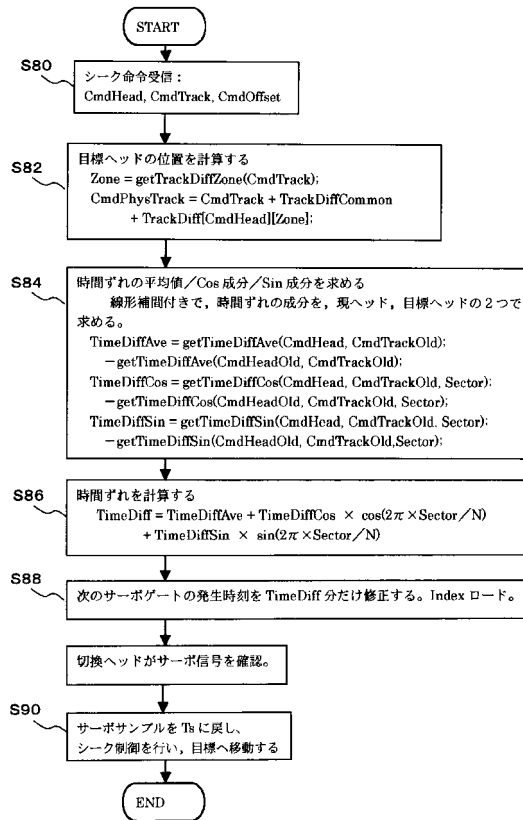 START
S80
シーク命令受信：
CmdHead, CmdTrack, CmdOffset
S82
目標ヘッドの位置を計算する
Zone = getTrackDiffZone(CmdTrack);
CmdPhysTrack = CmdTrack + TrackDiffCommon
+ TrackDiff[CmdHead][Zone];
S84
時間ずれの平均値／Cos 成分／Sin 成分を求める
線形補間付きで，時間ずれの成分を，現ヘッド，目標ヘッドの２つで
求める。
TimeDiffAve = getTimeDiffAve(CmdHead, CmdTrackOld);
－getTimeDiffAve(CmdHeadOld, CmdTrackOld);
TimeDiffCos = getTimeDiffCos(CmdHead, CmdTrackOld, Sector);
－getTimeDiffCos(CmdHeadOld, CmdTrackOld, Sector);
TimeDiffSin = getTimeDiffSin(CmdHead, CmdTrackOld. Sector);
－getTimeDiffSin(CmdHeadOld, CmdTrackOld,Sector);
S86
時間ずれを計算する
TimeDiff = TimeDiffAve + TimeDiffCos × cos(2π×Sector／N)
+ TimeDiffSin × sin(2π×Sector／N)
S88
次のサーボゲートの発生時刻を TimeDiff 分だけ修正する。Index ロード。
切換ヘッドがサーボ信号を確認。
S90
サーボサンプルを Ts に戻し、
シーク制御を行い，目標へ移動する
END